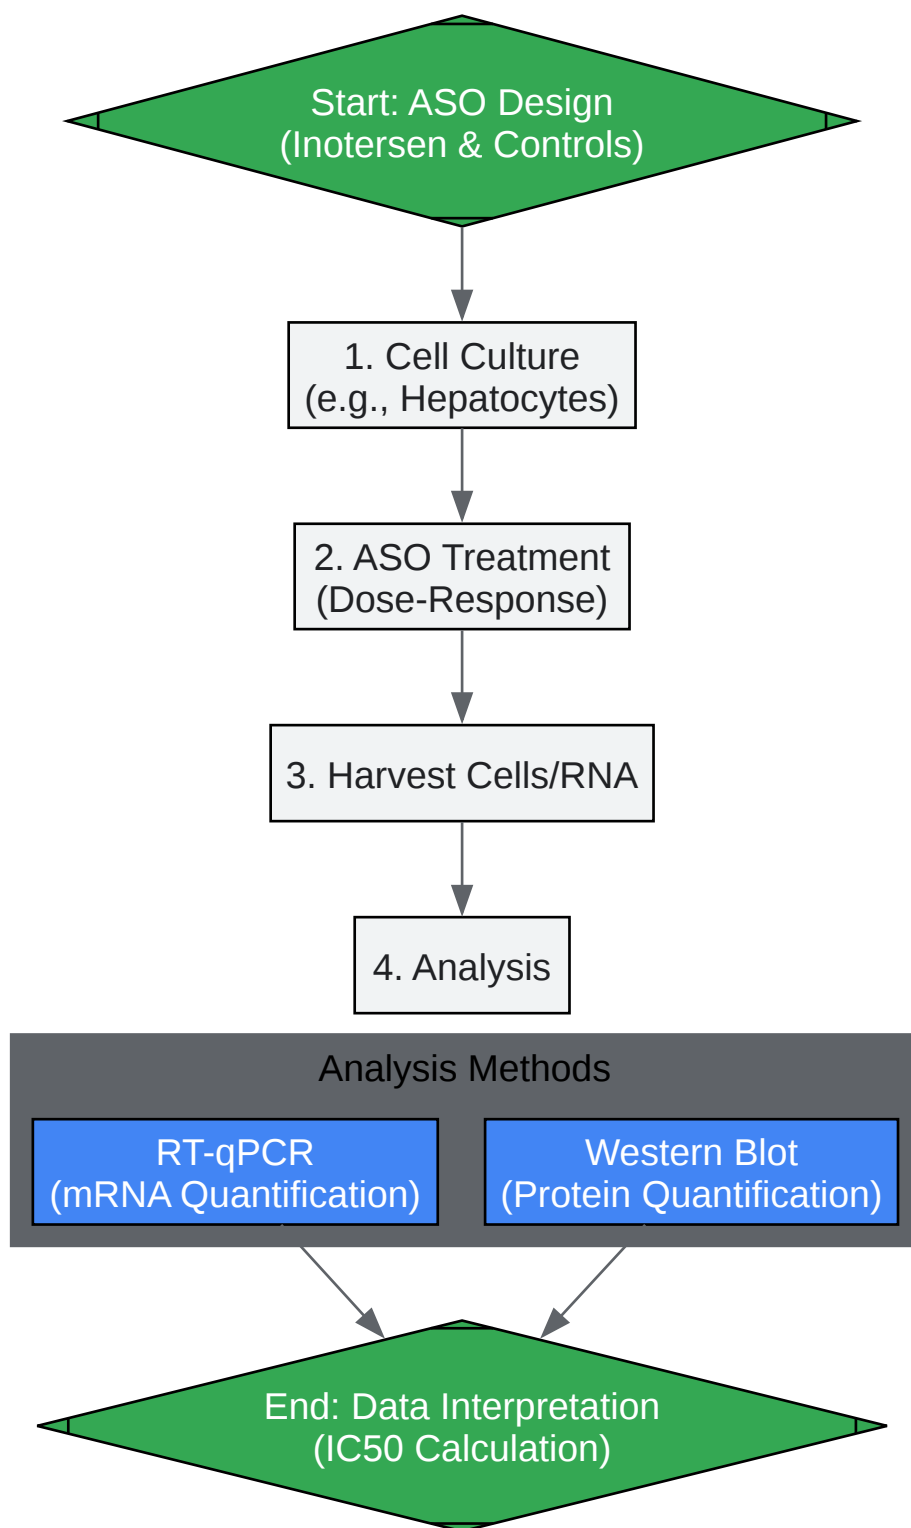 Start: ASO Design
(Inotersen & Controls)
1. Cell Culture
(e.g., Hepatocytes)
2. ASO Treatment
(Dose-Response)
3. Harvest Cells/RNA
4. Analysis
Analysis Methods
RT-qPCR
(mRNA Quantification)
Western Blot
(Protein Quantification)
End: Data Interpretation
(IC50 Calculation)